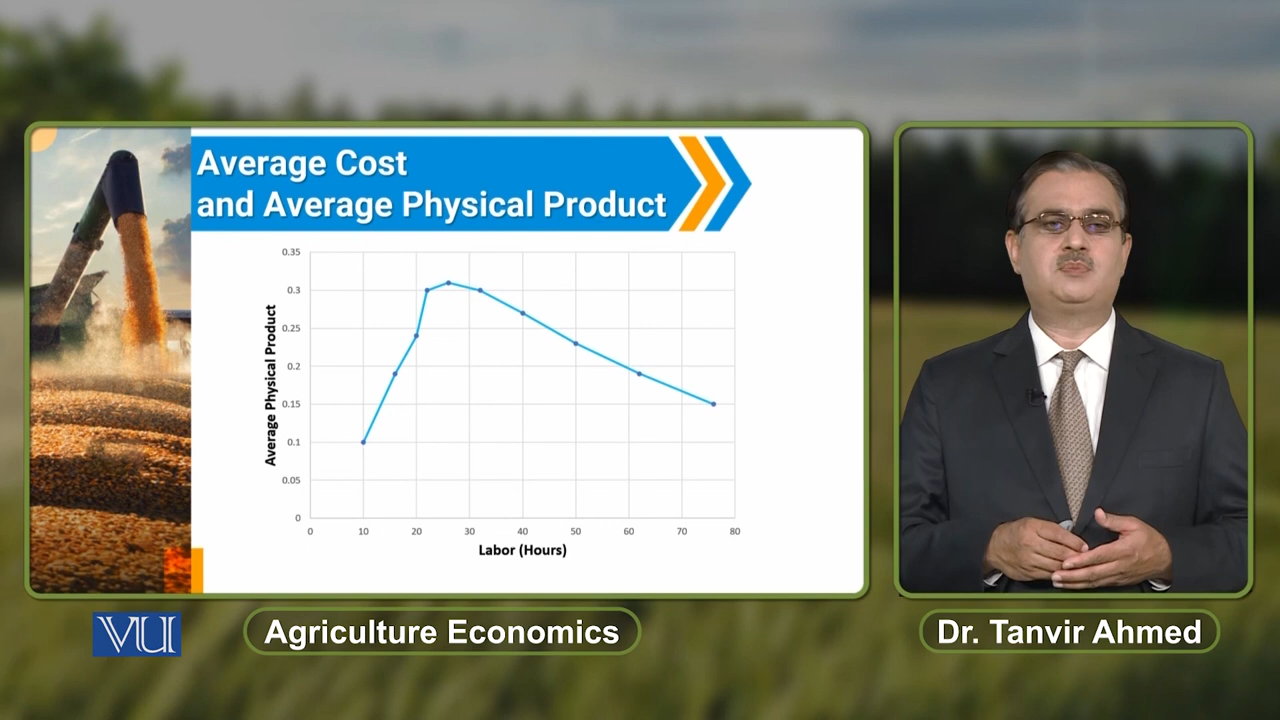 Average Cost
and Average Physical Product
0.35
0.3
0.25
0.2
0.15
0.1
0.05
0
Average Physical Product
0 10 20 30 40 50 60 70 80
Labor (Hours)
VU
Agriculture Economics
Dr. Tanvir Ahmed